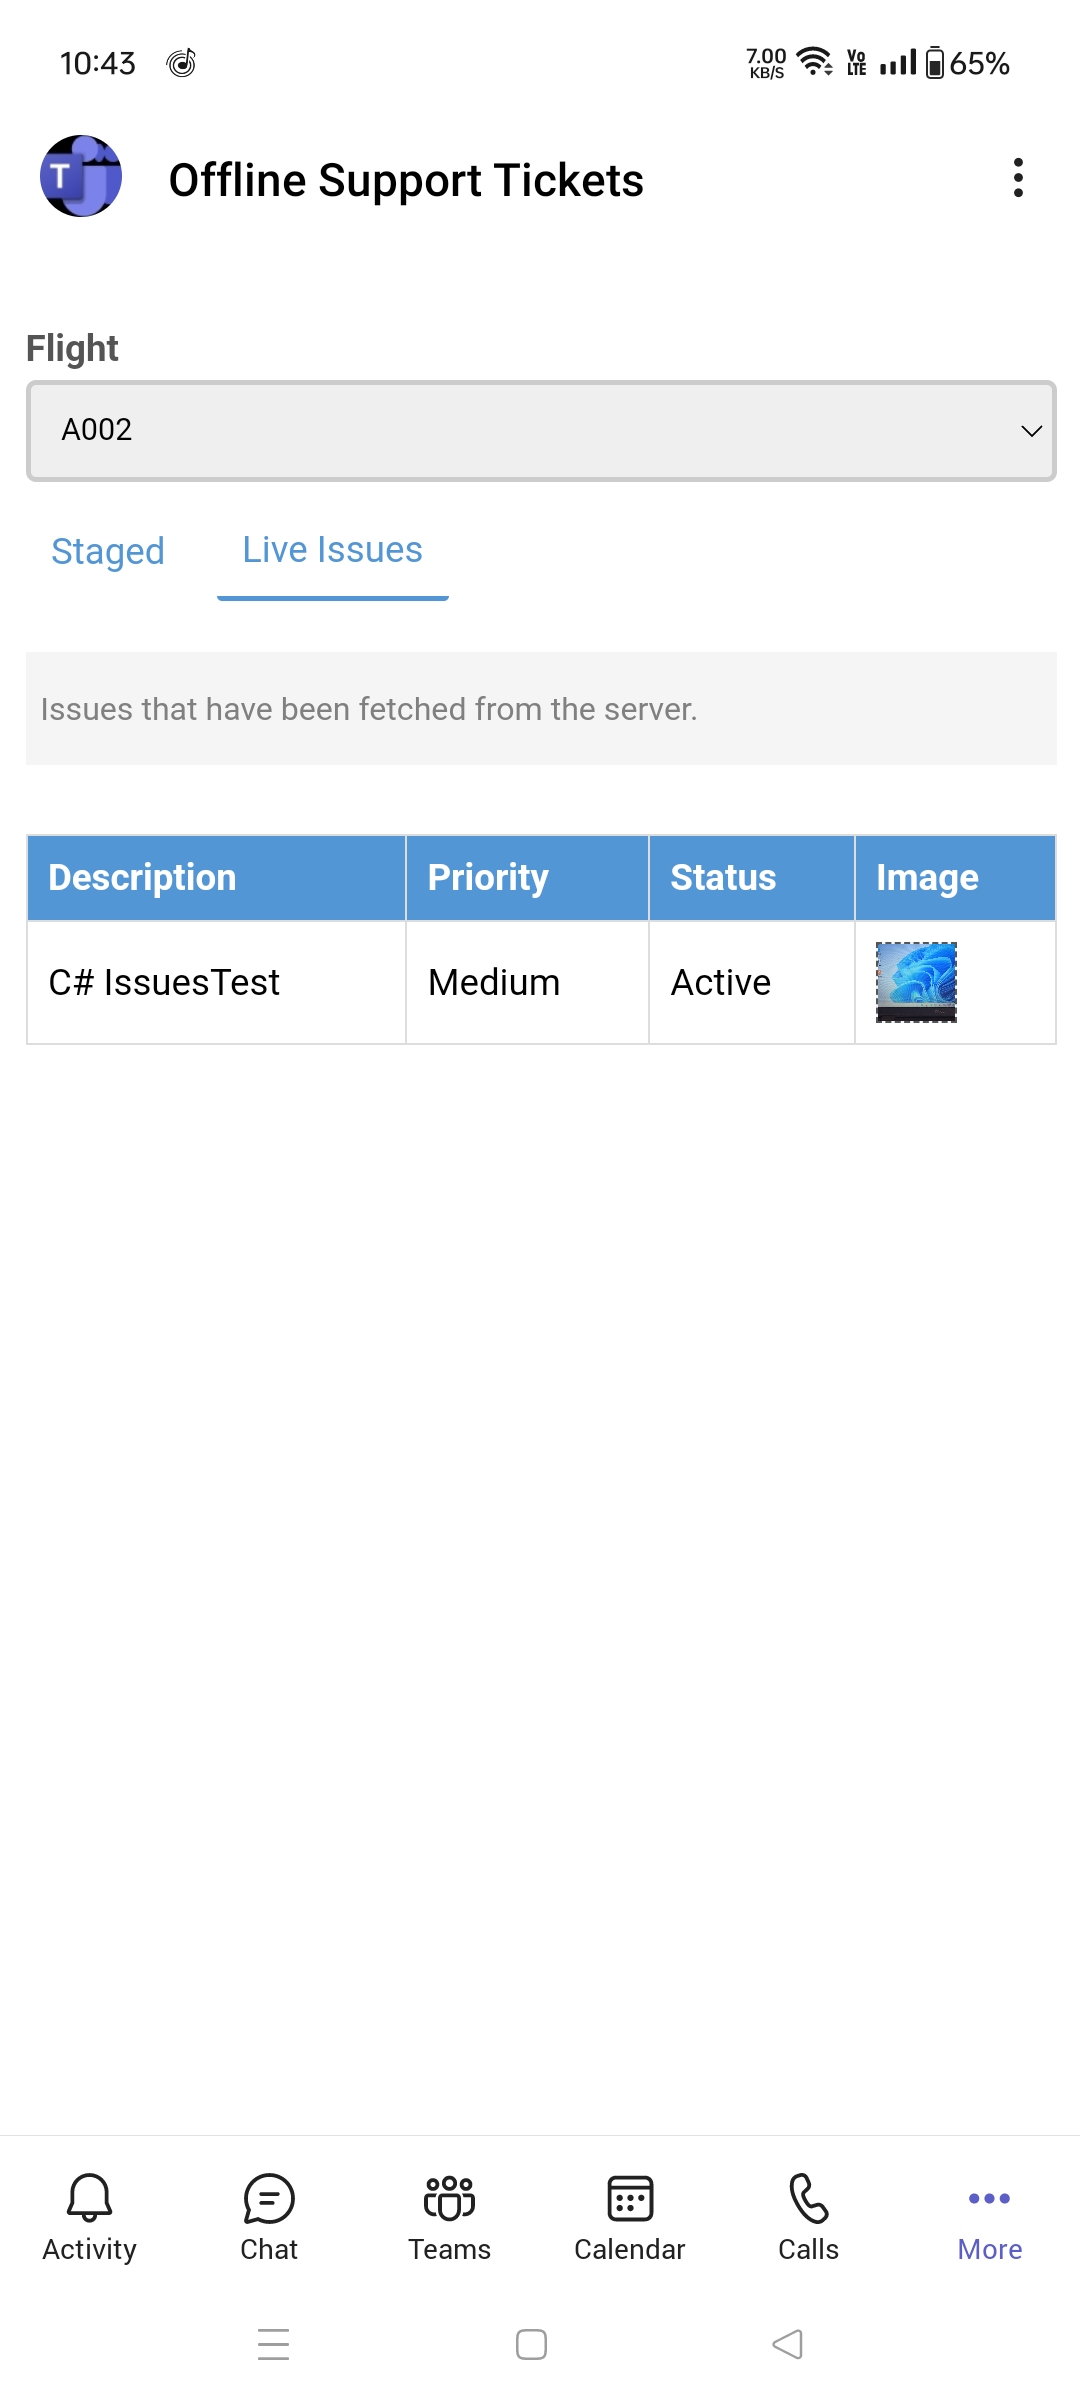 10:43 7.00 KB/S Vo LTE 65%
T Offline Support Tickets
Flight
A002
Staged Live Issues
Issues that have been fetched from the server.
Description Priority Status Image
C# IssuesTest Medium Active
Activity Chat Teams Calendar Calls More